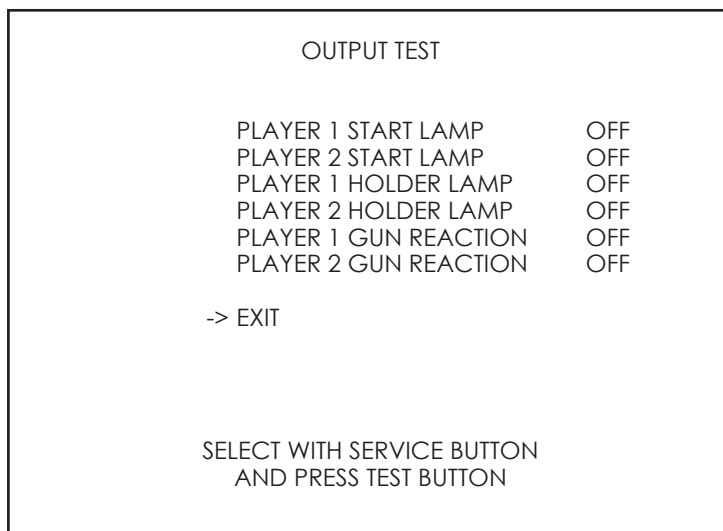 OUTPUT TEST
PLAYER 1 START LAMP OFF
PLAYER 2 START LAMP OFF
PLAYER 1 HOLDER LAMP OFF
PLAYER 2 HOLDER LAMP OFF
PLAYER 1 GUN REACTION OFF
PLAYER 2 GUN REACTION OFF
-> EXIT
SELECT WITH SERVICE BUTTON
AND PRESS TEST BUTTON